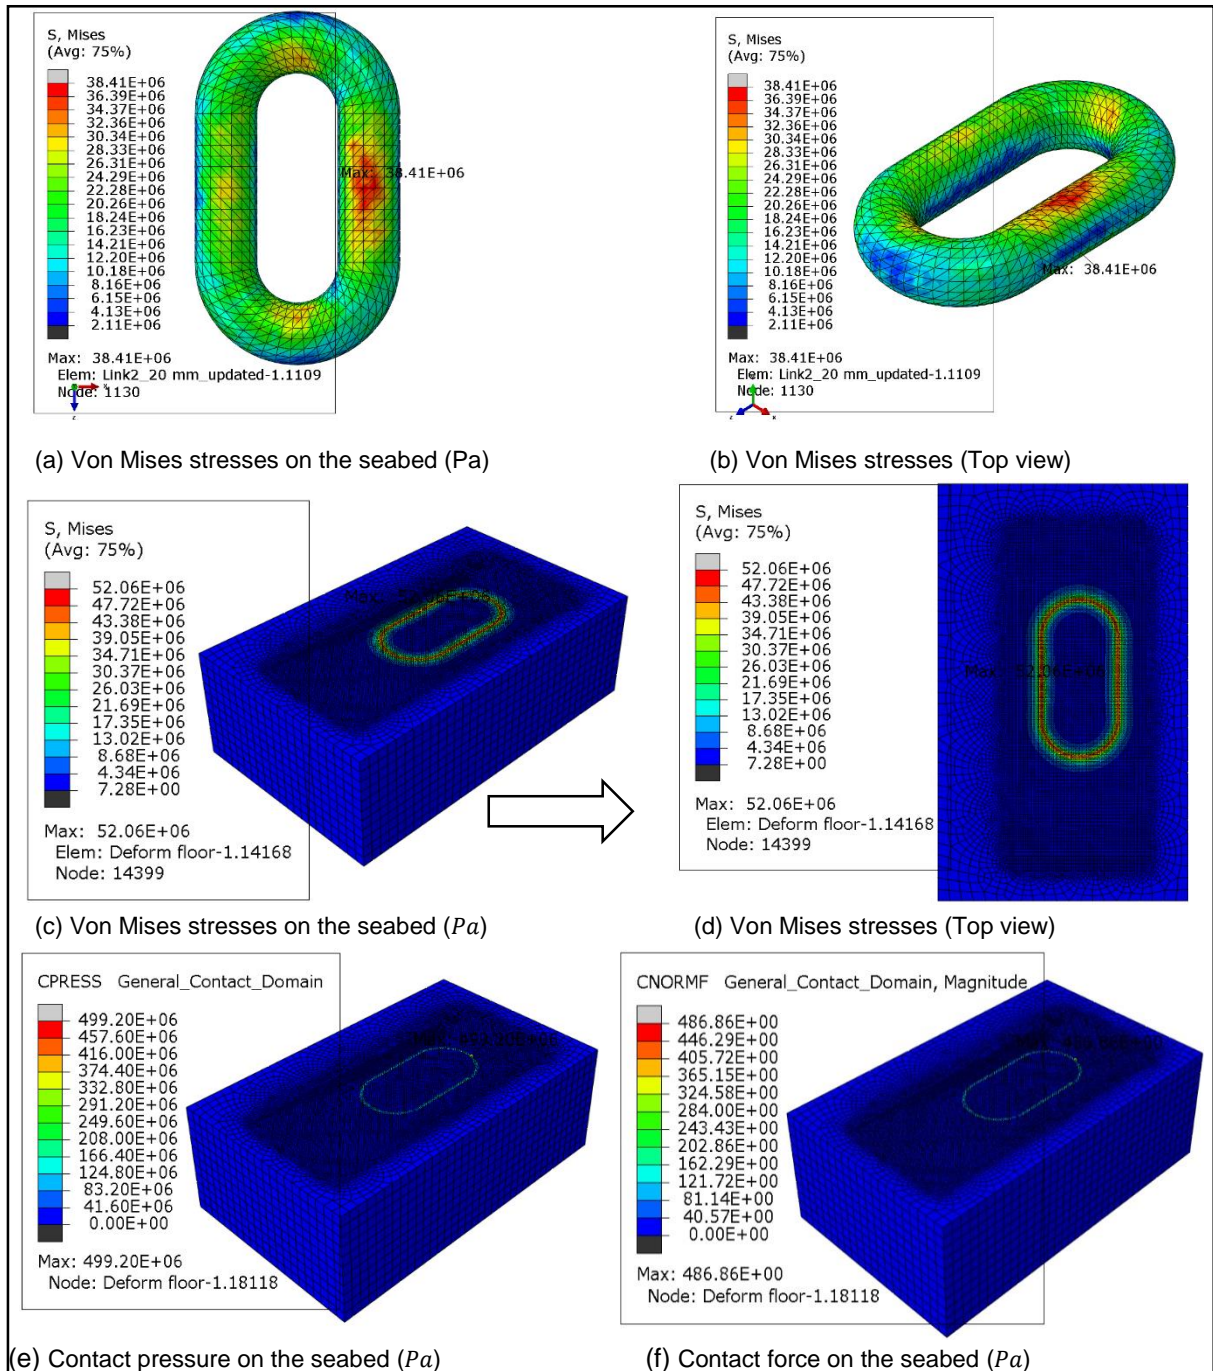 S, Mises
(Avg: 75%)
38.41E+06
36.39E+06
34.37E+06
32.36E+06
30.34E+06
28.33E+06
26.31E+06
24.29E+06
22.28E+06
20.26E+06
18.24E+06
16.23E+06
14.21E+06
12.20E+06
10.18E+06
8.16E+06
6.15E+06
4.13E+06
2.11E+06
Max: 38.41E+06
Max: 38.41E+06
Elem: Link2_20 mm_updated-1.1109
Node: 1130
x
z
(a) Von Mises stresses on the seabed (Pa)
S, Mises
(Avg: 75%)
38.41E+06
36.39E+06
34.37E+06
32.36E+06
30.34E+06
28.33E+06
26.31E+06
24.29E+06
22.28E+06
20.26E+06
18.24E+06
16.23E+06
14.21E+06
12.20E+06
10.18E+06
8.16E+06
6.15E+06
4.13E+06
2.11E+06
Max: 38.41E+06
Max: 38.41E+06
Elem: Link2_20 mm_updated-1.1109
Node: 1130
z
x
(b) Von Mises stresses (Top view)
S, Mises
(Avg: 75%)
52.06E+06
47.72E+06
43.38E+06
39.05E+06
34.71E+06
30.37E+06
26.03E+06
21.69E+06
17.35E+06
13.02E+06
8.68E+06
4.34E+06
7.28E+00
Max: 52.06E+06
Max: 52.06E+06
Elem: Deform floor-1.14168
Node: 14399
(c) Von Mises stresses on the seabed (Pa)
S, Mises
(Avg: 75%)
52.06E+06
47.72E+06
43.38E+06
39.05E+06
34.71E+06
30.37E+06
26.03E+06
21.69E+06
17.35E+06
13.02E+06
8.68E+06
4.34E+06
7.28E+00
Max: 52.06E+06
Max: 52.06E+06
Elem: Deform floor-1.14168
Node: 14399
(d) Von Mises stresses (Top view)
CPRESS General_Contact_Domain
499.20E+06
457.60E+06
416.00E+06
374.40E+06
332.80E+06
291.20E+06
249.60E+06
208.00E+06
166.40E+06
124.80E+06
83.20E+06
41.60E+06
0.00E+00
Max: 499.20E+06
Max: 499.20E+06
Node: Deform floor-1.18118
(e) Contact pressure on the seabed (Pa)
CNORMF General_Contact_Domain, Magnitude
486.86E+00
446.29E+00
405.72E+00
365.15E+00
324.58E+00
284.00E+00
243.43E+00
202.86E+00
162.29E+00
121.72E+00
81.14E+00
40.57E+00
0.00E+00
Max: 486.86E+00
Max: 486.86E+00
Node: Deform floor-1.18118
(f) Contact force on the seabed (Pa)